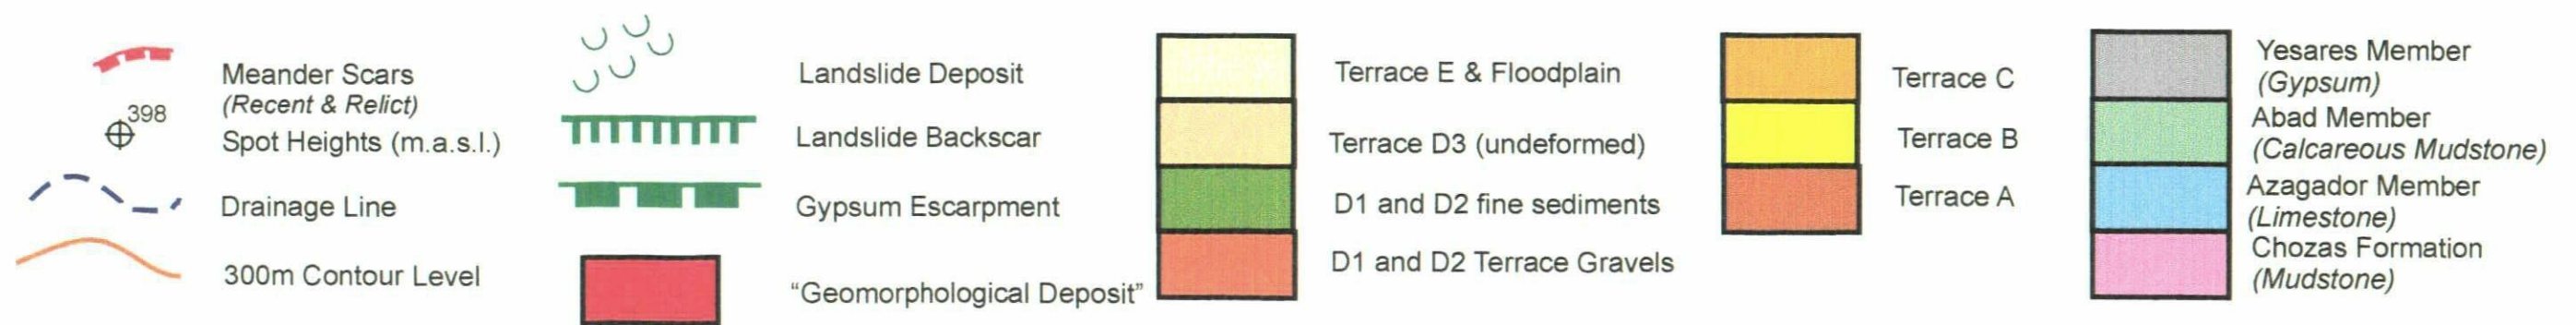 Meander Scars
(Recent & Relict)
398
Spot Heights (m.a.s.l.)
Drainage Line
300m Contour Level
Landslide Deposit
Landslide Backscar
Gypsum Escarpment
“Geomorphological Deposit”
Terrace E & Floodplain
Terrace D3 (undeformed)
D1 and D2 fine sediments
D1 and D2 Terrace Gravels
Terrace C
Terrace B
Terrace A
Yesares Member
(Gypsum)
Abad Member
(Calcareous Mudstone)
Azagador Member
(Limestone)
Chozas Formation
(Mudstone)